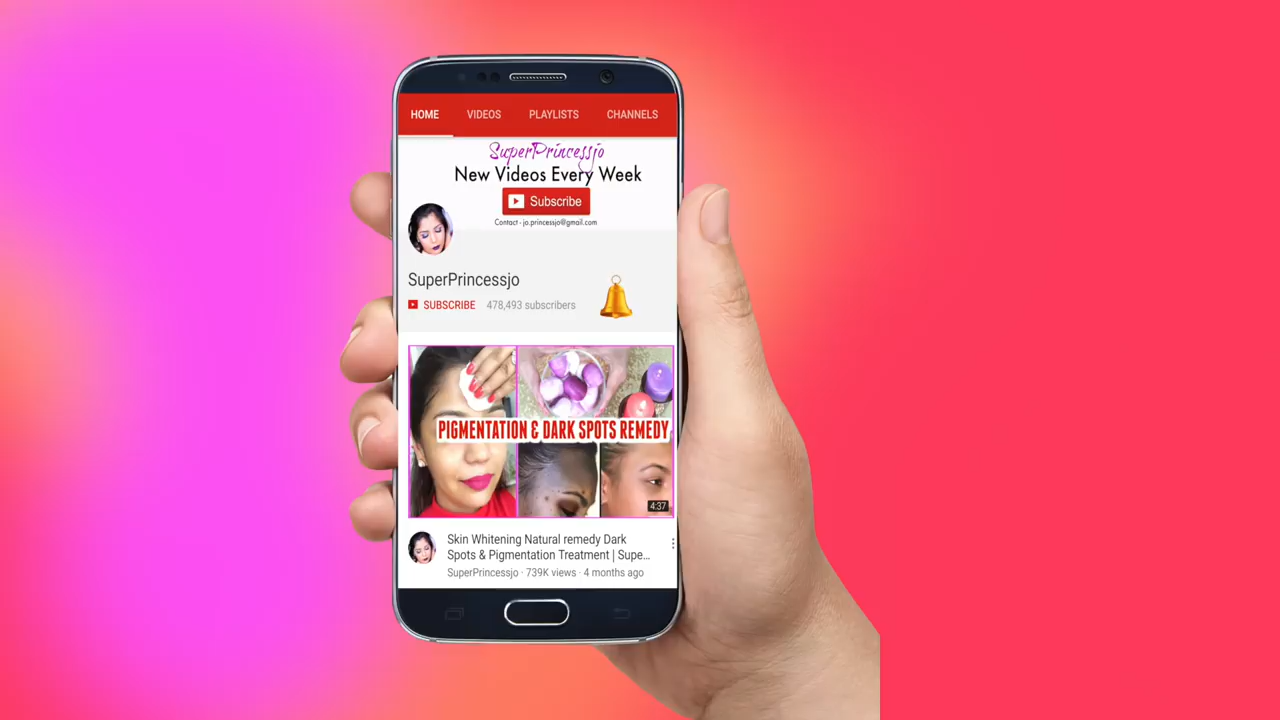 HOME VIDEOS PLAYLISTS CHANNELS
SuperPrincessjo
New Videos Every Week
Subscribe
Contact - jo.princessjo@gmail.com
SuperPrincessjo
SUBSCRIBE 478,493 subscribers
PIGMENTATION & DARK SPOTS REMEDY
4:37
Skin Whitening Natural remedy Dark
Spots & Pigmentation Treatment | Supe...
SuperPrincessjo · 739K views · 4 months ago